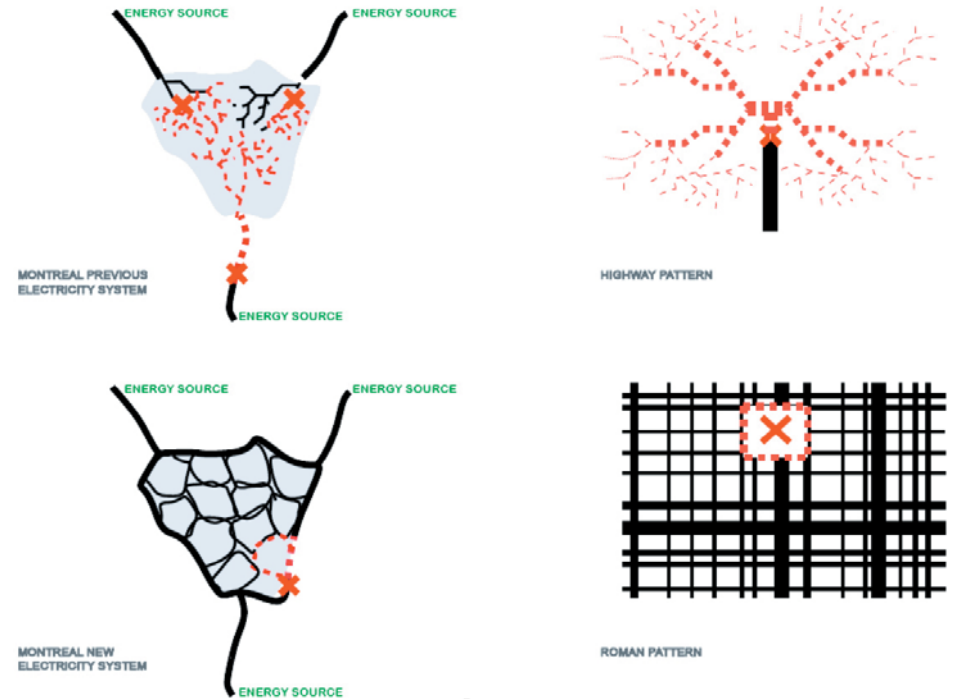 ENERGY SOURCE
ENERGY SOURCE
MONTREAL PREVIOUS
ELECTRICITY SYSTEM
ENERGY SOURCE
HIGHWAY PATTERN
ENERGY SOURCE
ENERGY SOURCE
MONTREAL NEW
ELECTRICITY SYSTEM
ENERGY SOURCE
ROMAN PATTERN